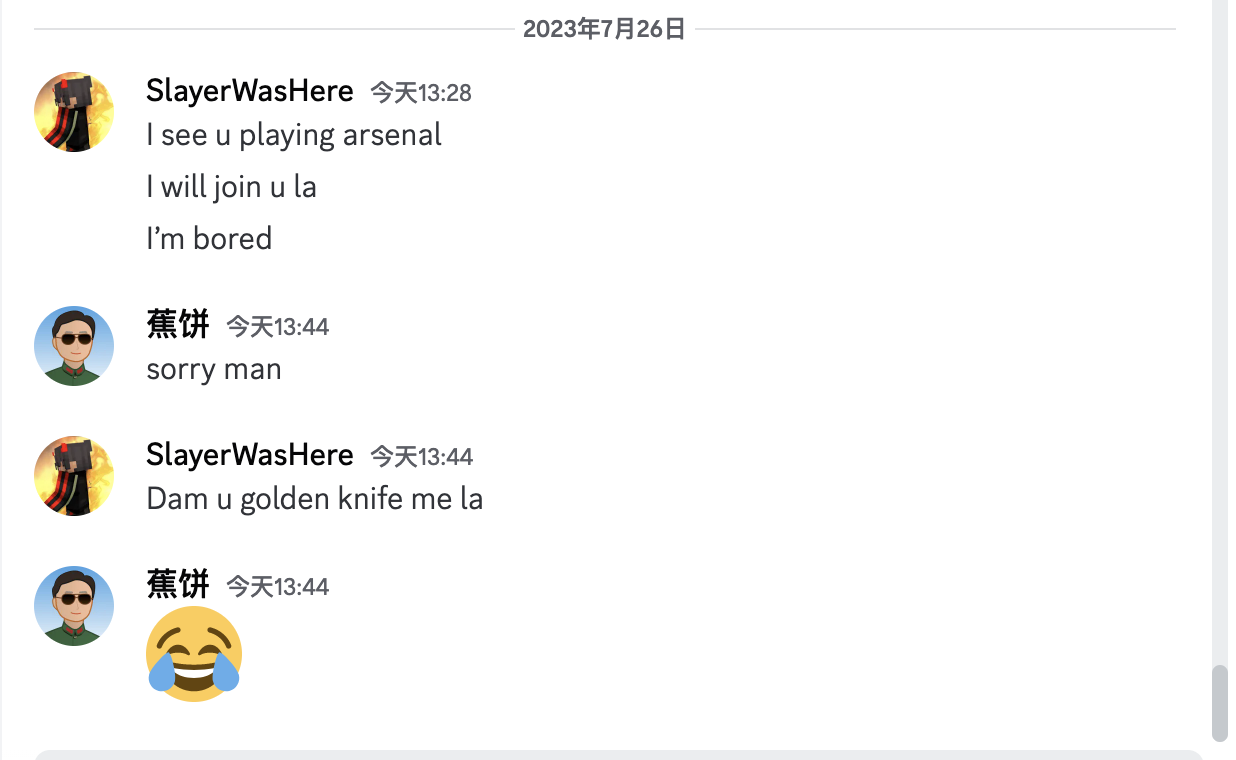 2023年7月26日
SlayerWasHere 今天13:28
I see u playing arsenal
I will join u la
I’m bored
蕉饼 今天13:44
sorry man
SlayerWasHere 今天13:44
Dam u golden knife me la
蕉饼 今天13:44